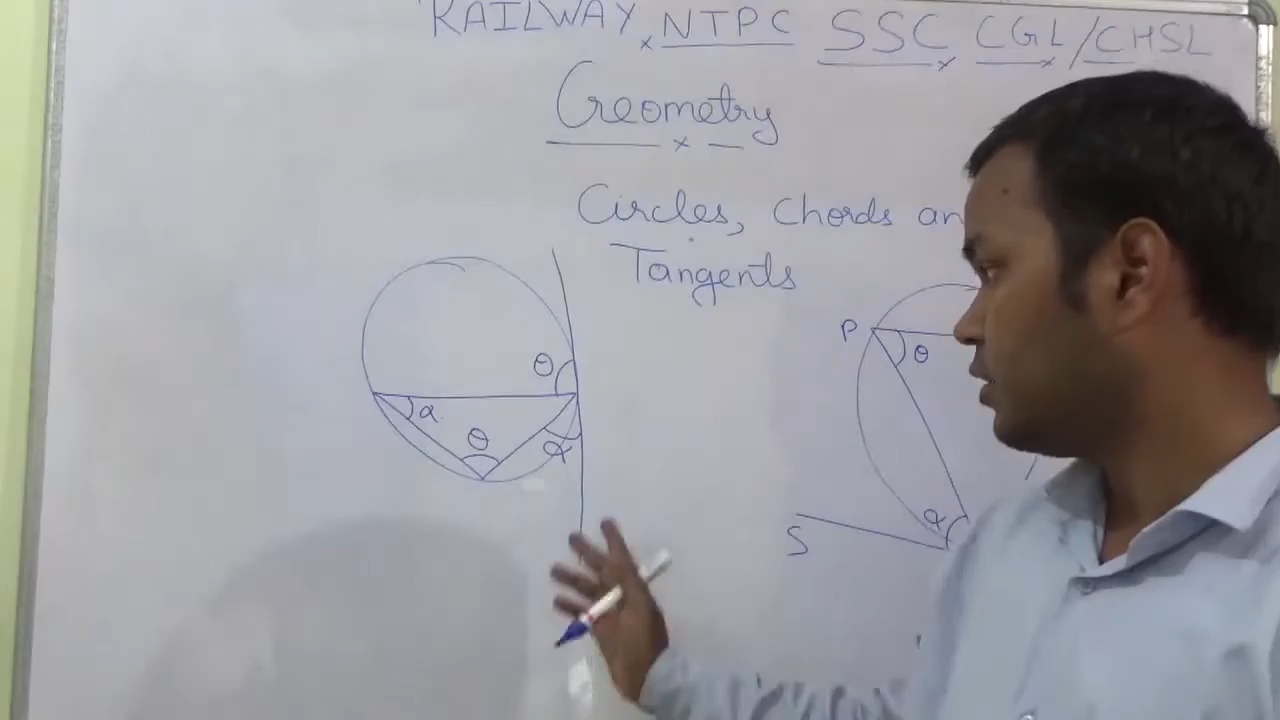 RAILWAY NTPC SSC CGL/CHSL
Geometry
Circles, Chords an
Tangents
θ
α
θ
α
P
θ
α
S